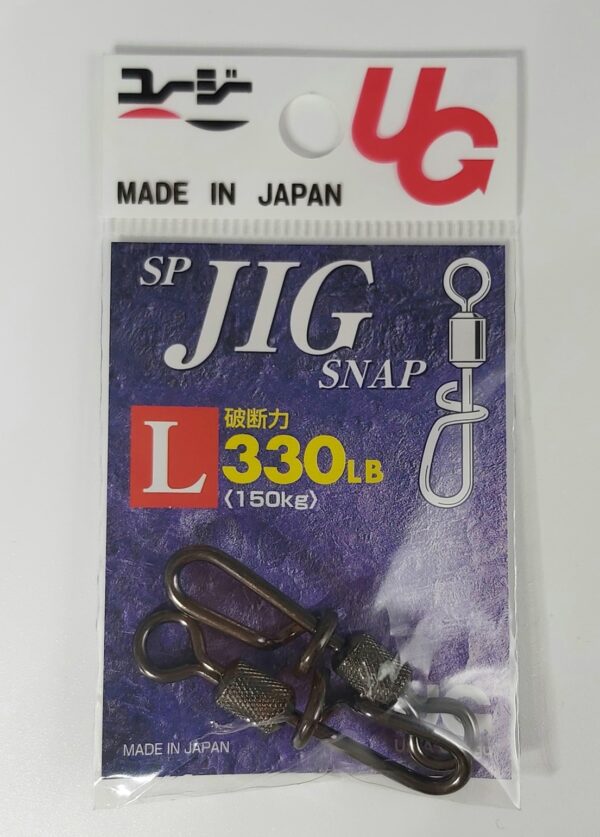 ユージー
UG
MADE IN JAPAN
SP JIG
SNAP
L
破断力
330LB
〈150kg〉
MADE IN JAPAN